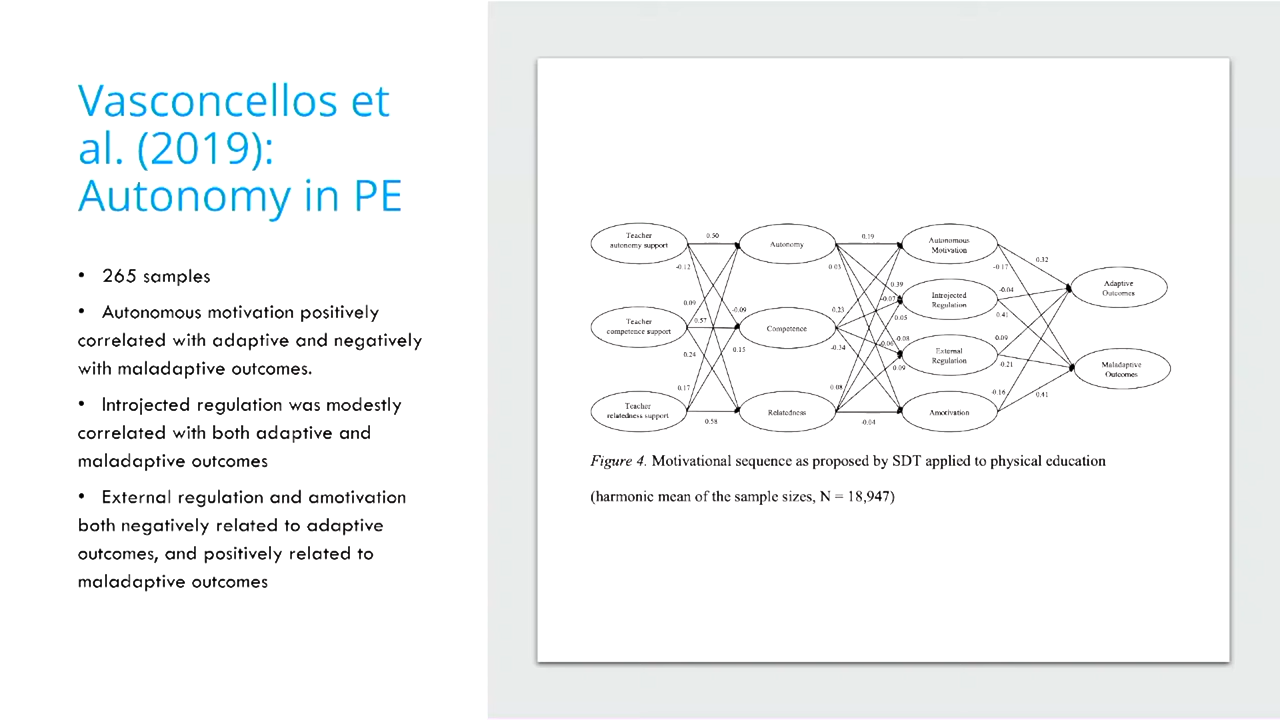 Vasconcellos et
al. (2019):
Autonomy in PE
• 265 samples
• Autonomous motivation positively
correlated with adaptive and negatively
with maladaptive outcomes.
• Introjected regulation was modestly
correlated with both adaptive and
maladaptive outcomes
• External regulation and amotivation
both negatively related to adaptive
outcomes, and positively related to
maladaptive outcomes
Teacher
autonomy support
0.50
Autonomy
0.19
Autonomous
Motivation
-0.12
0.03
-0.17
0.32
Adaptive
Outcomes
0.39
Introjected
Regulation
-0.04
-0.07
0.09
-0.09
0.23
0.05
0.41
Teacher
competence support
0.57
Competence
0.24
0.15
-0.34
-0.08
External
Regulation
0.09
0.09
0.21
Maladaptive
Outcomes
0.17
0.08
-0.16
0.41
Teacher
relatedness support
0.58
Relatedness
-0.04
Amotivation
Figure 4. Motivational sequence as proposed by SDT applied to physical education
(harmonic mean of the sample sizes, N = 18,947)